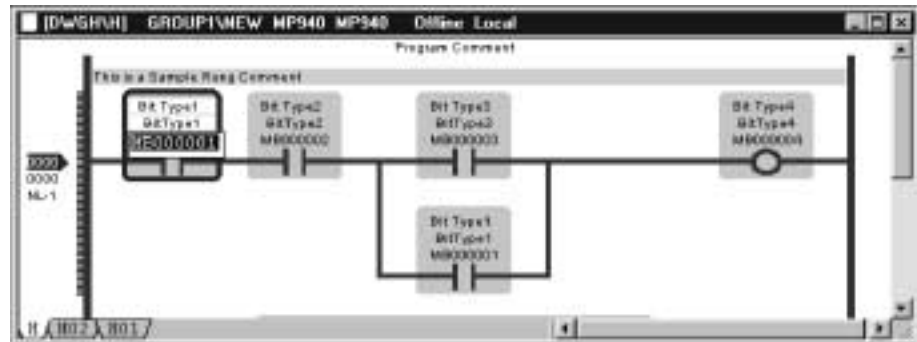 [DWGH\H] GROUP1\NEW MP940 MP940 Offline Local
Program Comment
This is a Sample Rung Comment
Bit Type1
BitType1
MB000001
Bit Type2
BitType2
MB000002
Bit Type3
BitType3
MB000003
Bit Type4
BitType4
0000
0000
NL-1
Bit Type1
BitType1
MB000001
H H02 H01